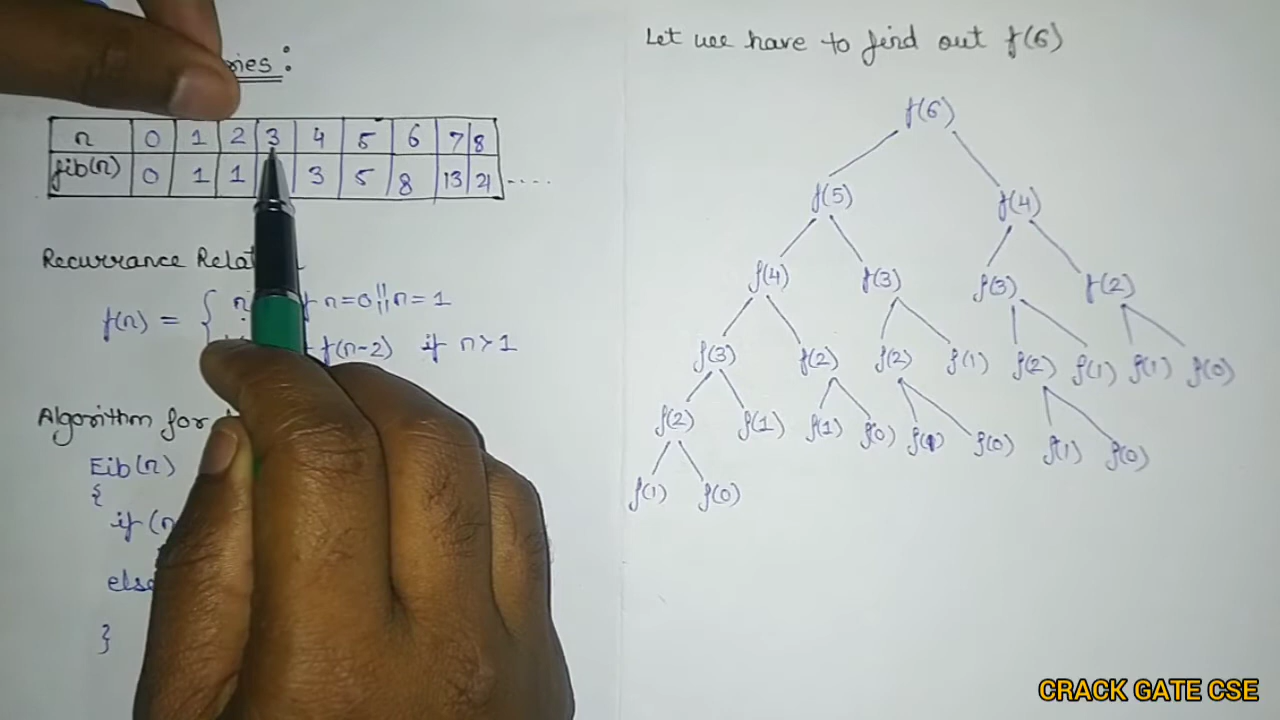 ries :
n 0 1 2 3 4 5 6 7 8
fib(n) 0 1 1 3 5 8 13 21 ....
Recurrance Relat
f(n) = { n if n=0||n=1
f(n-2) if n>1
Algorithm for
Fib(n)
{
if (n
else
}
Let wee have to find out f(6)
f(6)
f(5) f(4)
f(4) f(3) f(3) f(2)
f(3) f(2) f(2) f(1) f(2) f(1) f(1) f(0)
f(2) f(1) f(1) f(0) f(1) f(0) f(1) f(0)
f(1) f(0)
CRACK GATE CSE